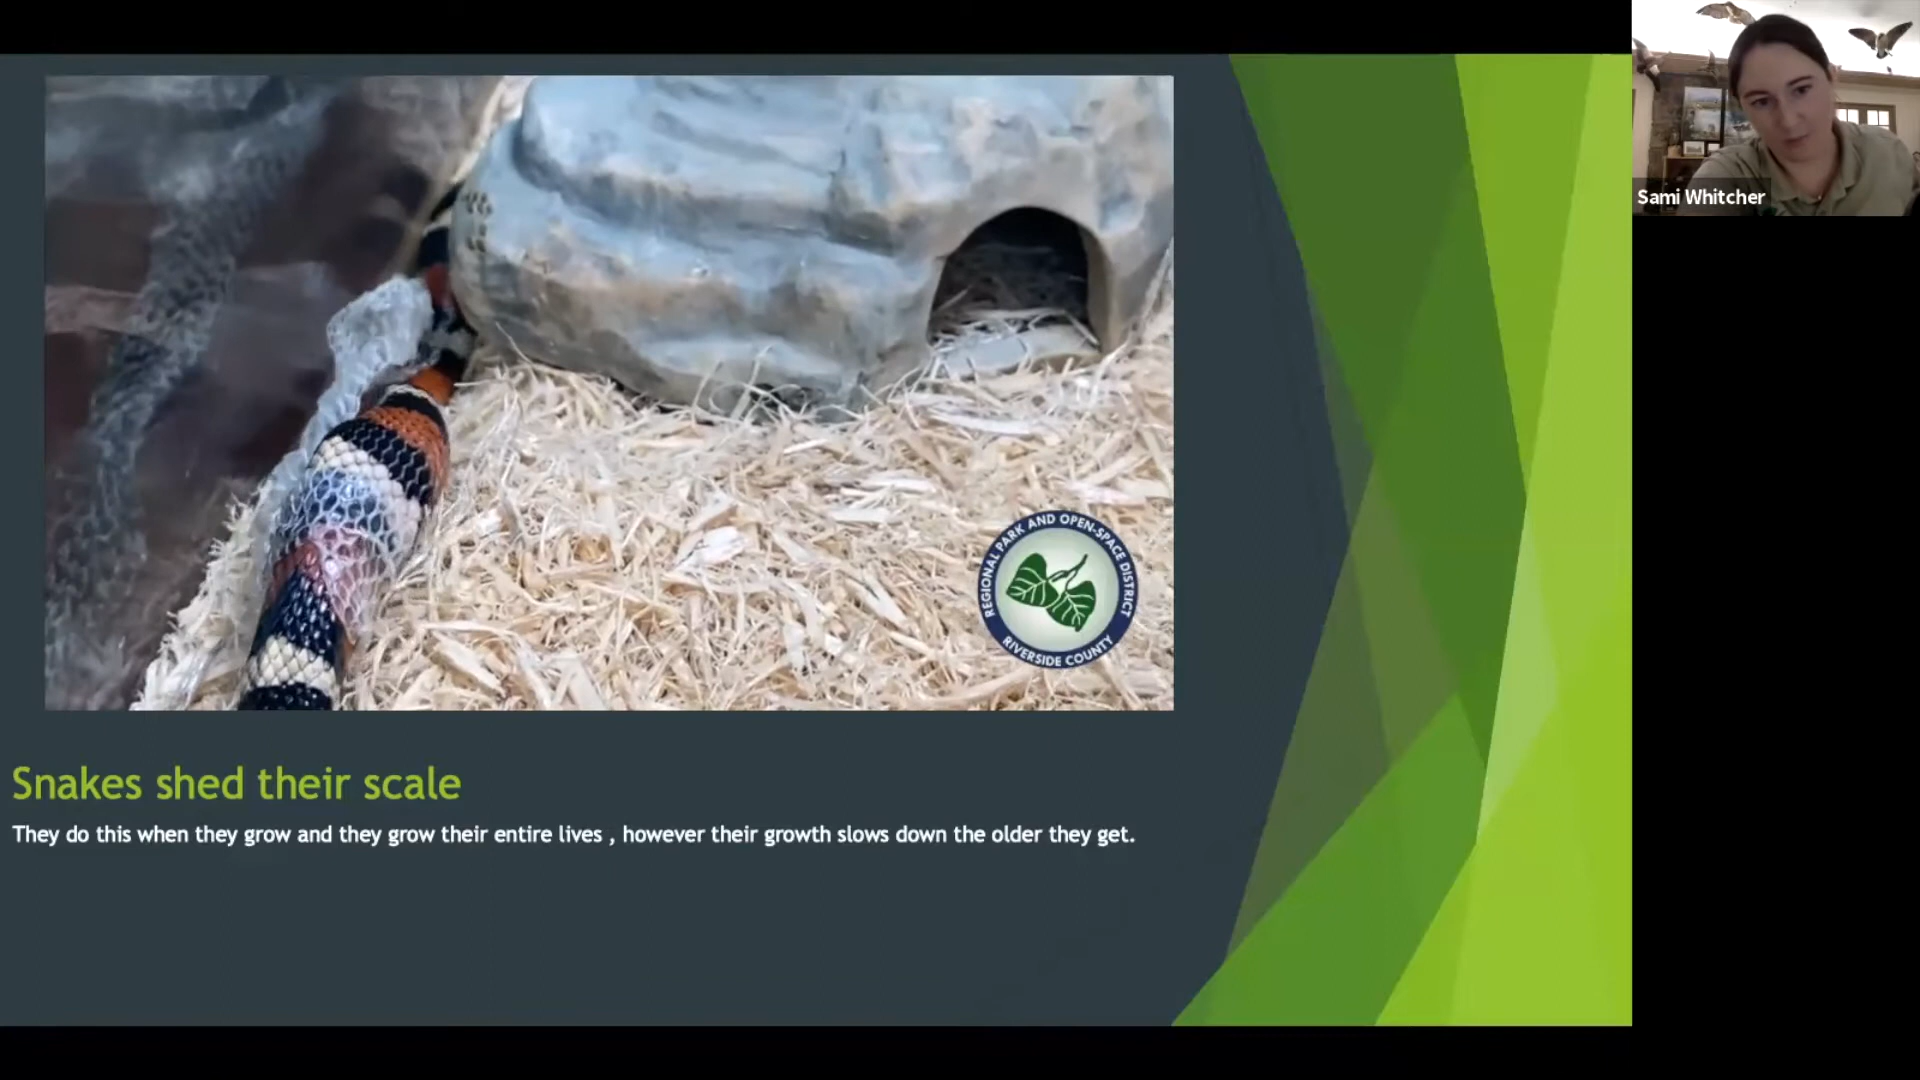 Sami Whitcher
REGIONAL PARK AND OPEN-SPACE DISTRICT
RIVERSIDE COUNTY
Snakes shed their scale
They do this when they grow and they grow their entire lives , however their growth slows down the older they get.